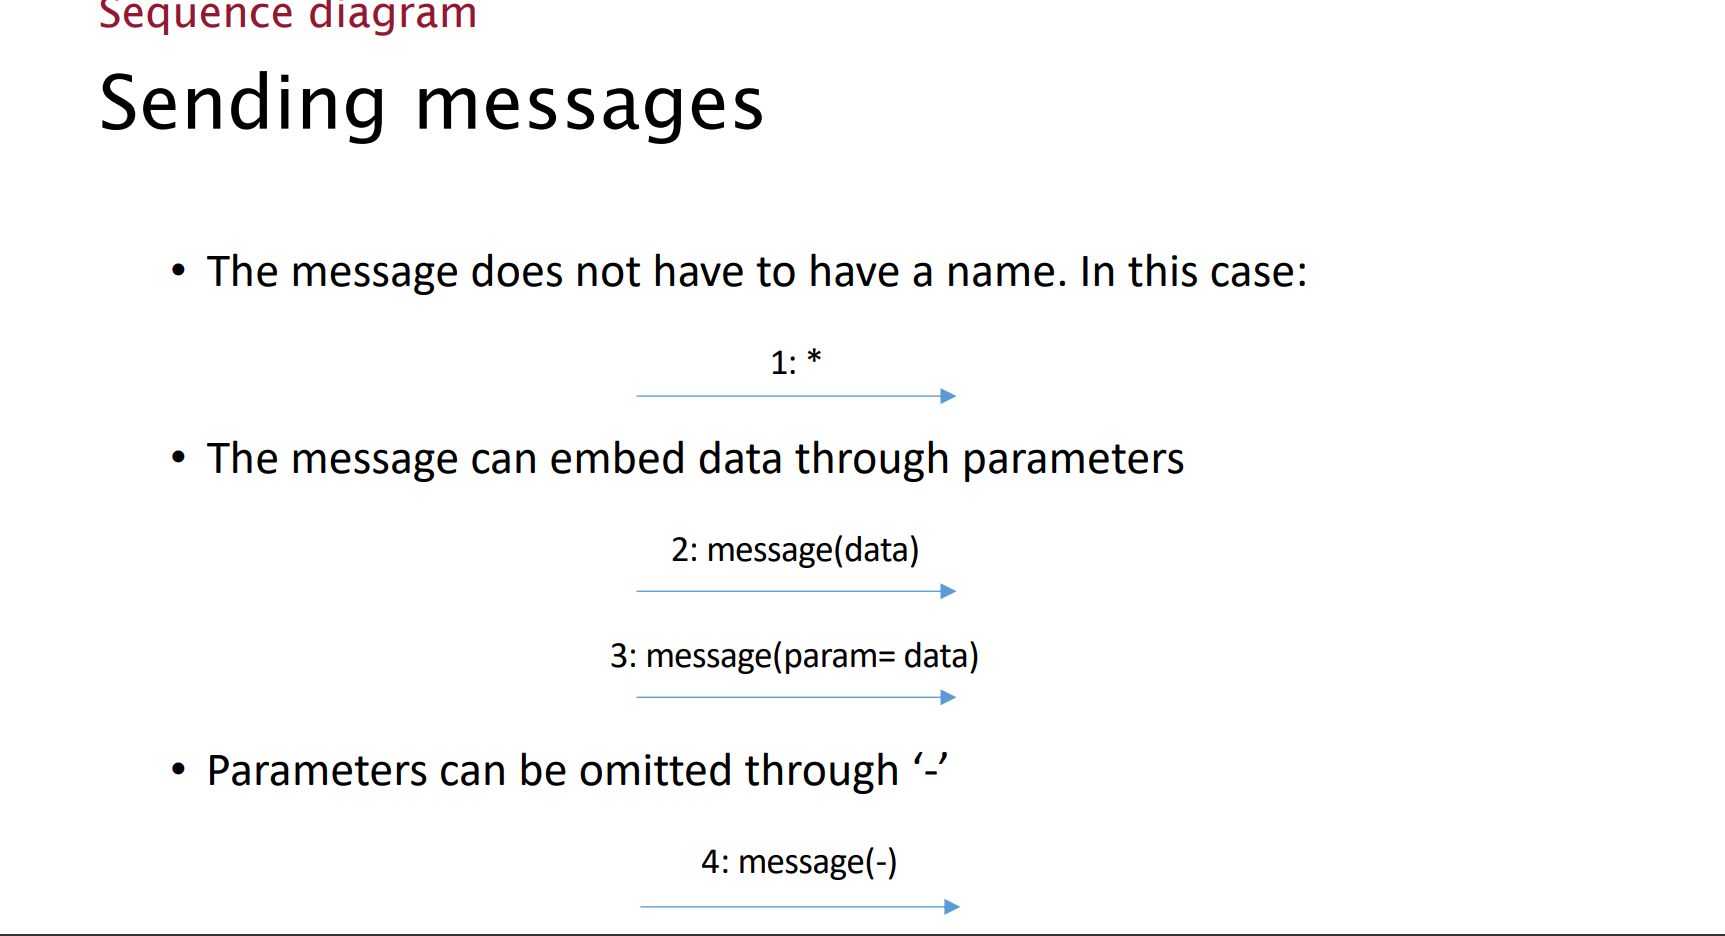 Sequence diagram
Sending messages
• The message does not have to have a name. In this case:
1: *
• The message can embed data through parameters
2: message(data)
3: message(param= data)
• Parameters can be omitted through ‘-’
4: message(-)